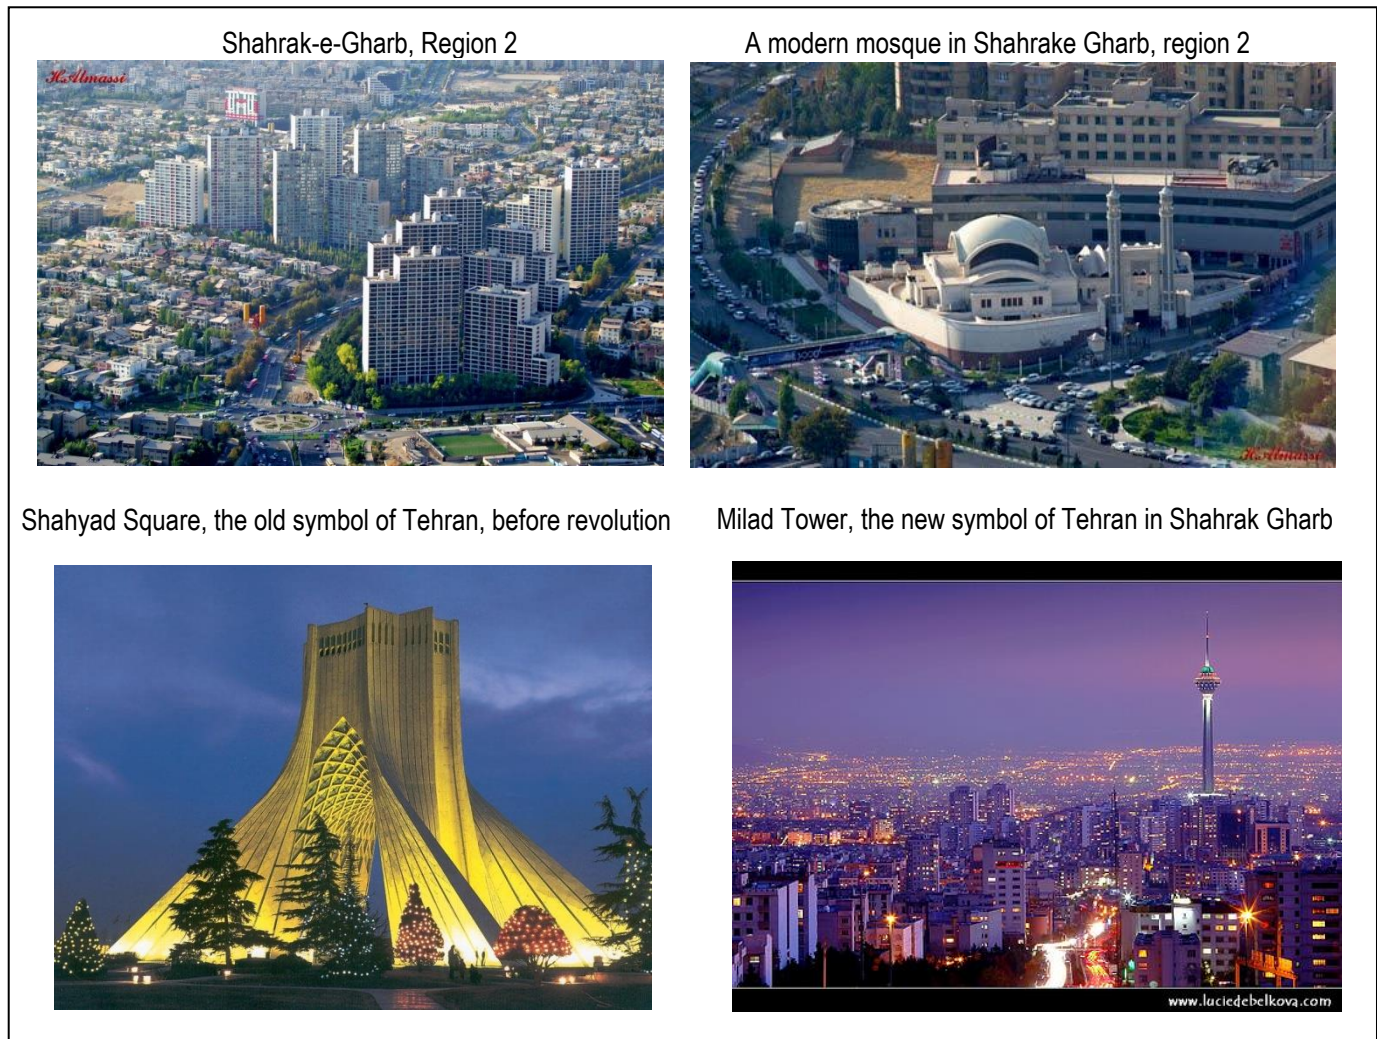 Shahrak-e-Gharb, Region 2
A modern mosque in Shahrake Gharb, region 2
H.Almassi
H.Almassi
Shahyad Square, the old symbol of Tehran, before revolution
Milad Tower, the new symbol of Tehran in Shahrak Gharb
www.luciedebelkova.com